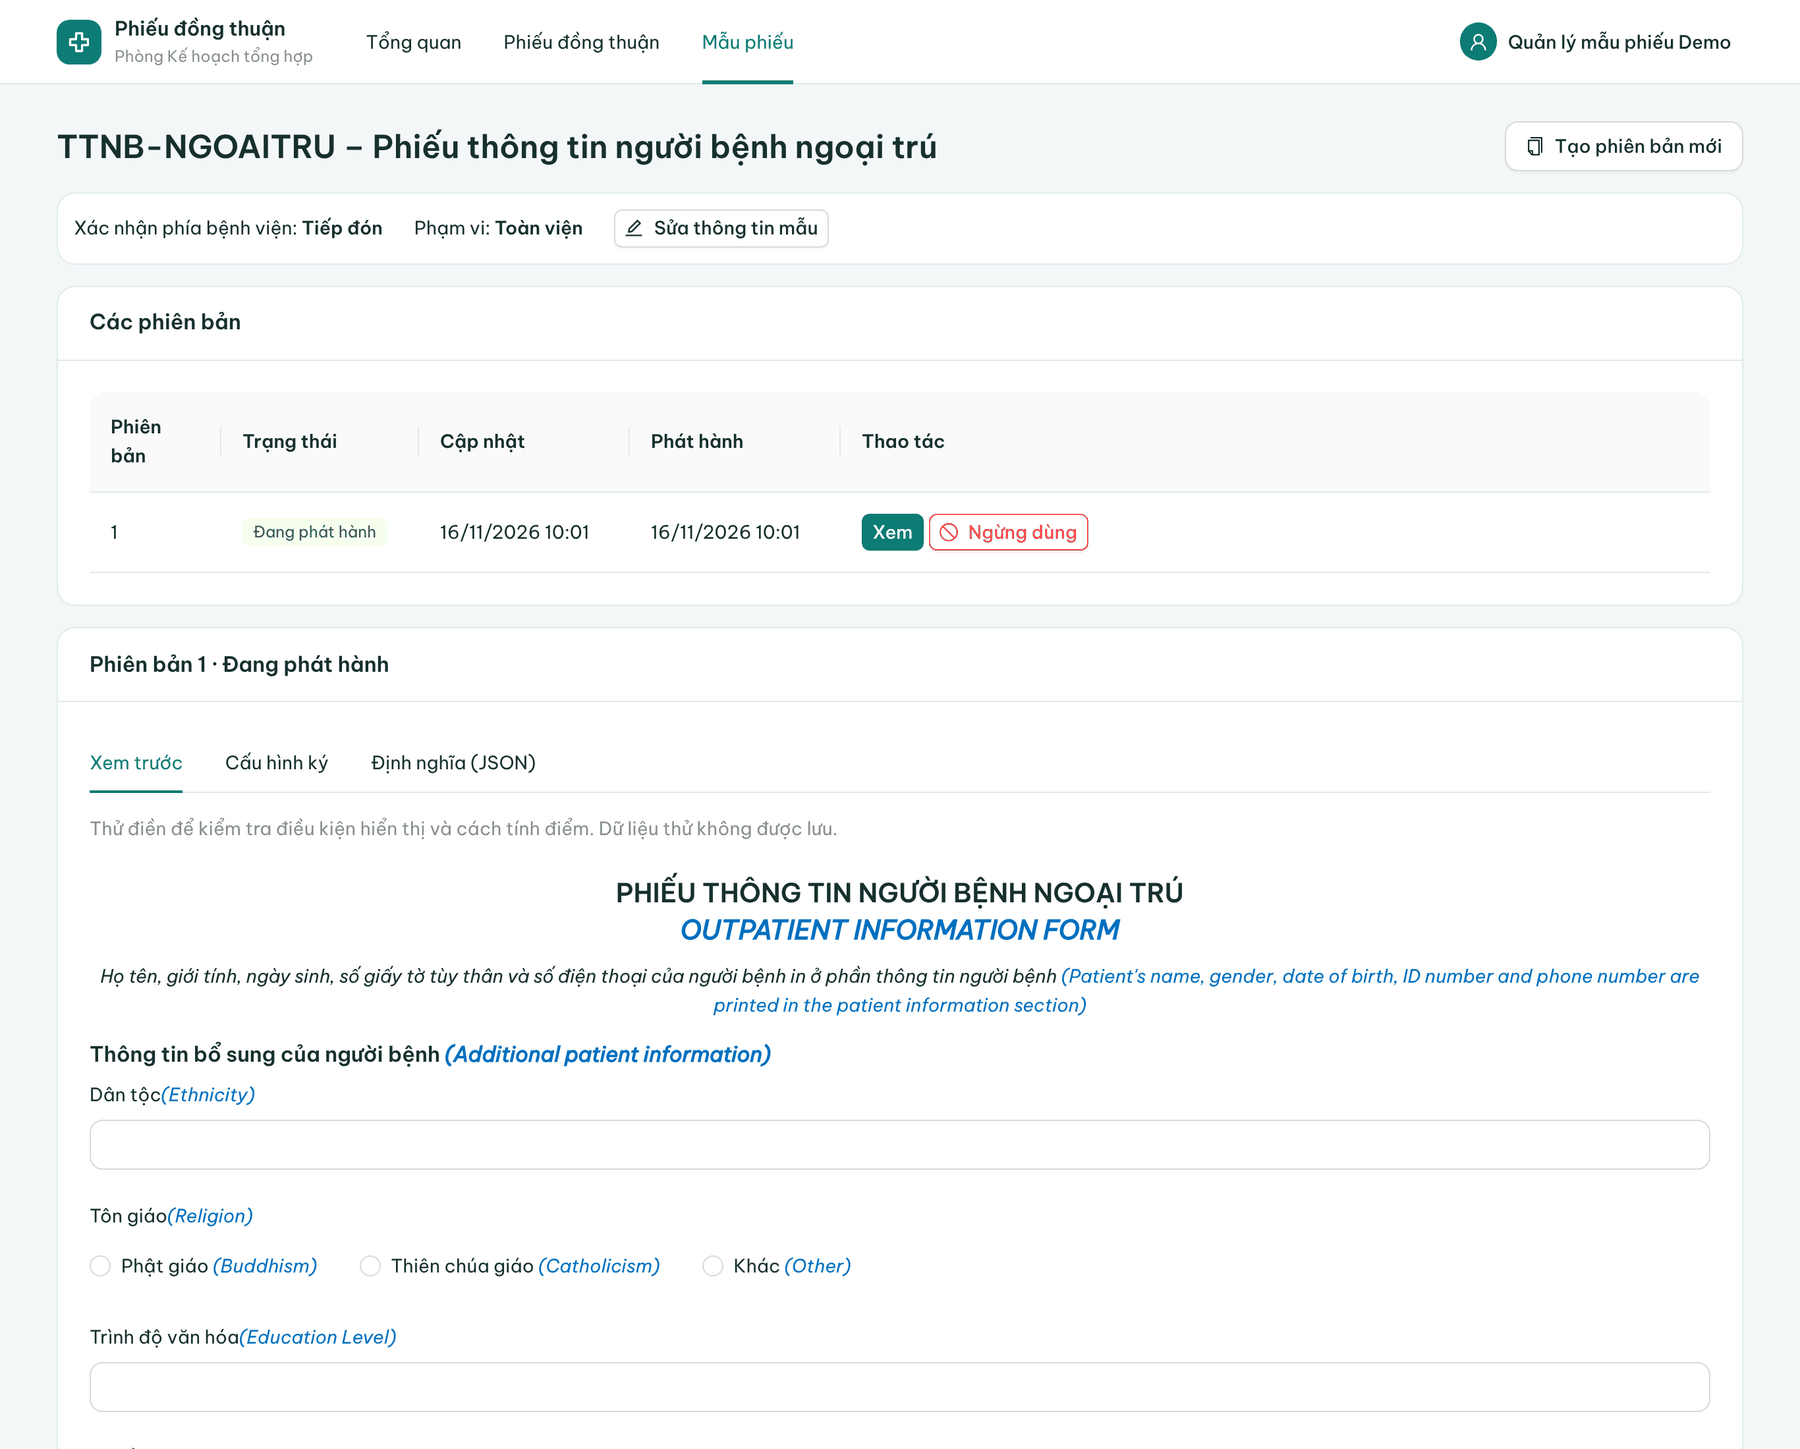 Phiếu đồng thuận
Phòng Kế hoạch tổng hợp
Tổng quan
Phiếu đồng thuận
Mẫu phiếu
Quản lý mẫu phiếu Demo
TTNB-NGOAITRU – Phiếu thông tin người bệnh ngoại trú
Tạo phiên bản mới
Xác nhận phía bệnh viện: Tiếp đón
Phạm vi: Toàn viện
Sửa thông tin mẫu
Các phiên bản
Phiên bản
Trạng thái
Cập nhật
Phát hành
Thao tác
1
Đang phát hành
16/11/2026 10:01
16/11/2026 10:01
Xem
Ngừng dùng
Phiên bản 1 · Đang phát hành
Xem trước
Cấu hình ký
Định nghĩa (JSON)
Thử điền để kiểm tra điều kiện hiển thị và cách tính điểm. Dữ liệu thử không được lưu.
PHIẾU THÔNG TIN NGƯỜI BỆNH NGOẠI TRÚ
OUTPATIENT INFORMATION FORM
Họ tên, giới tính, ngày sinh, số giấy tờ tùy thân và số điện thoại của người bệnh in ở phần thông tin người bệnh (Patient's name, gender, date of birth, ID number and phone number are
printed in the patient information section)
Thông tin bổ sung của người bệnh (Additional patient information)
Dân tộc(Ethnicity)
Tôn giáo(Religion)
Phật giáo (Buddhism)
Thiên chúa giáo (Catholicism)
Khác (Other)
Trình độ văn hóa(Education Level)